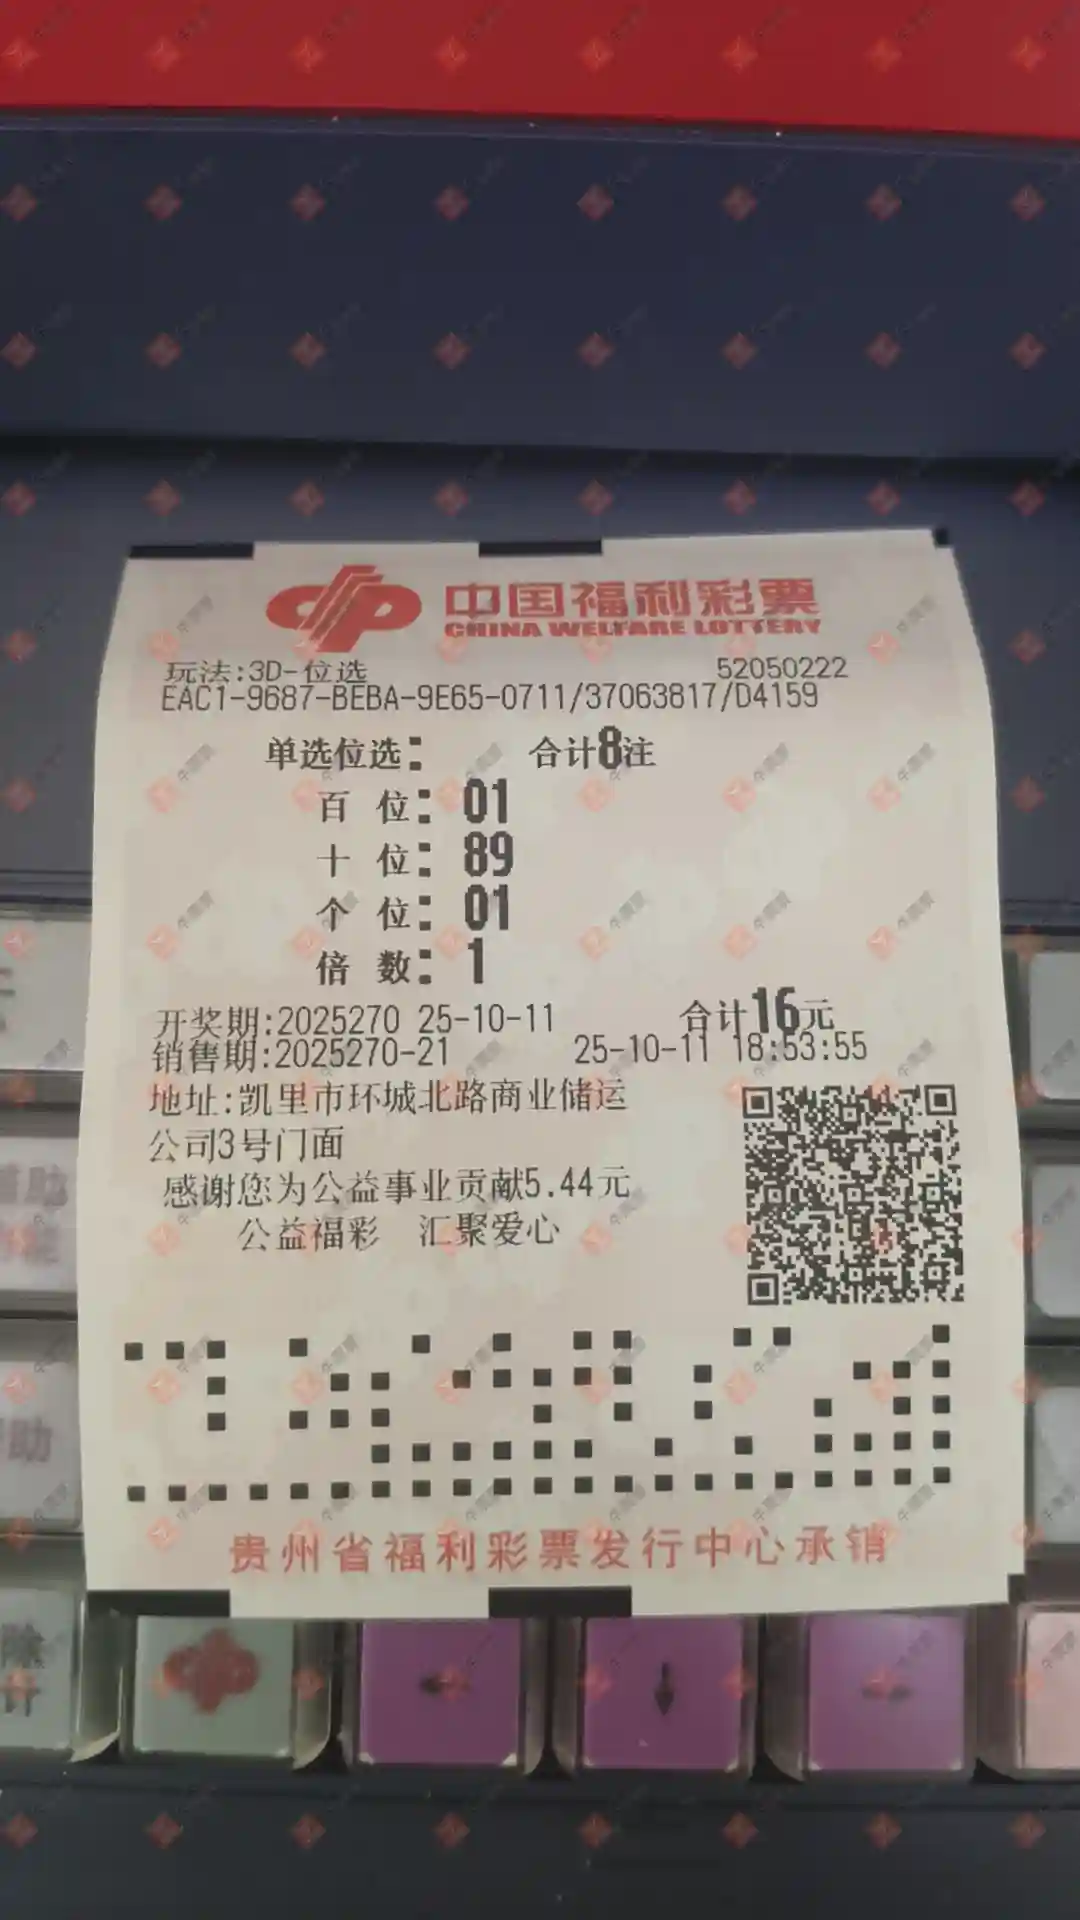 中国福利彩票
CHINA WELFARE LOTTERY
玩法:3D-位选 52050222
EAC1-9687-BEBA-9E65-0711/37063817/D4159
单选位选: 合计8注
百 位: 01
十 位: 89
个 位: 01
倍 数: 1
开奖期:2025270 25-10-11 合计16元
销售期:2025270-21 25-10-11 18:53:55
地址:凯里市环城北路商业储运
公司3号门面
感谢您为公益事业贡献5.44元
公益福彩 汇聚爱心
贵州省福利彩票发行中心承销
助